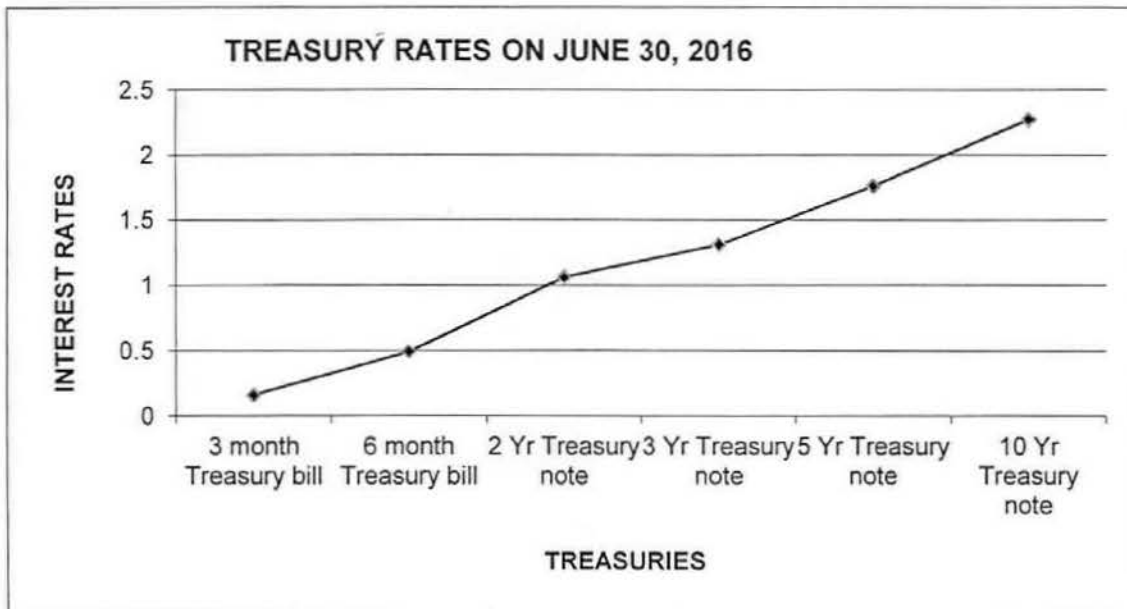 TREASURY RATES ON JUNE 30, 2016
2.5
2
1.5
1
0.5
0
INTEREST RATES
3 month
Treasury bill
6 month
Treasury bill
2 Yr Treasury
note
3 Yr Treasury
note
5 Yr Treasury
note
10 Yr
Treasury
note
TREASURIES